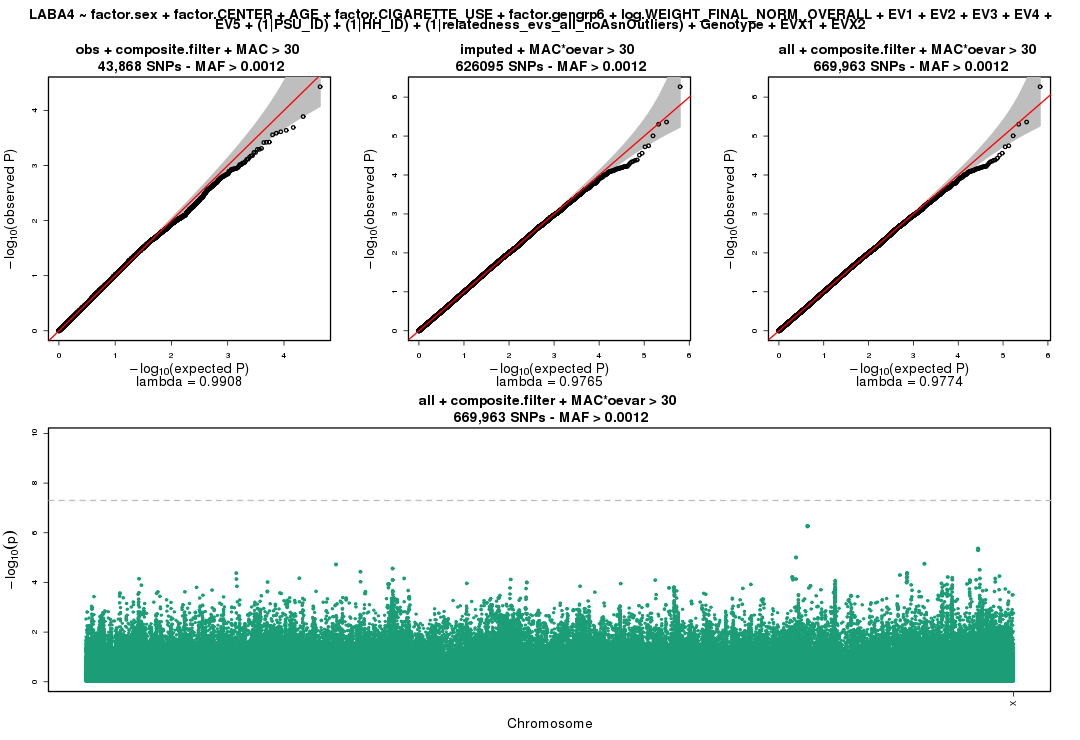 LABA4 ~ factor.sex + factor.CENTER + AGE + factor.CIGARETTE_USE + factor.gengrp6 + log.WEIGHT_FINAL_NORM_OVERALL + EV1 + EV2 + EV3 + EV4 +
EV5 + (1|PSU_ID) + (1|HH_ID) + (1|relatedness_evs_all_noAsnOutliers) + Genotype + EVX1 + EVX2
obs + composite.filter + MAC > 30
43,868 SNPs - MAF > 0.0012
−log10(observed P)
0 1 2 3 4
0 1 2 3 4
−log10(expected P)
lambda = 0.9908
imputed + MAC*oevar > 30
626095 SNPs - MAF > 0.0012
−log10(observed P)
0 1 2 3 4 5 6
0 1 2 3 4 5 6
−log10(expected P)
lambda = 0.9765
all + composite.filter + MAC*oevar > 30
669,963 SNPs - MAF > 0.0012
−log10(observed P)
0 1 2 3 4 5 6
0 1 2 3 4 5 6
−log10(expected P)
lambda = 0.9774
all + composite.filter + MAC*oevar > 30
669,963 SNPs - MAF > 0.0012
−log10(p)
0 2 4 6 8 10
X
Chromosome